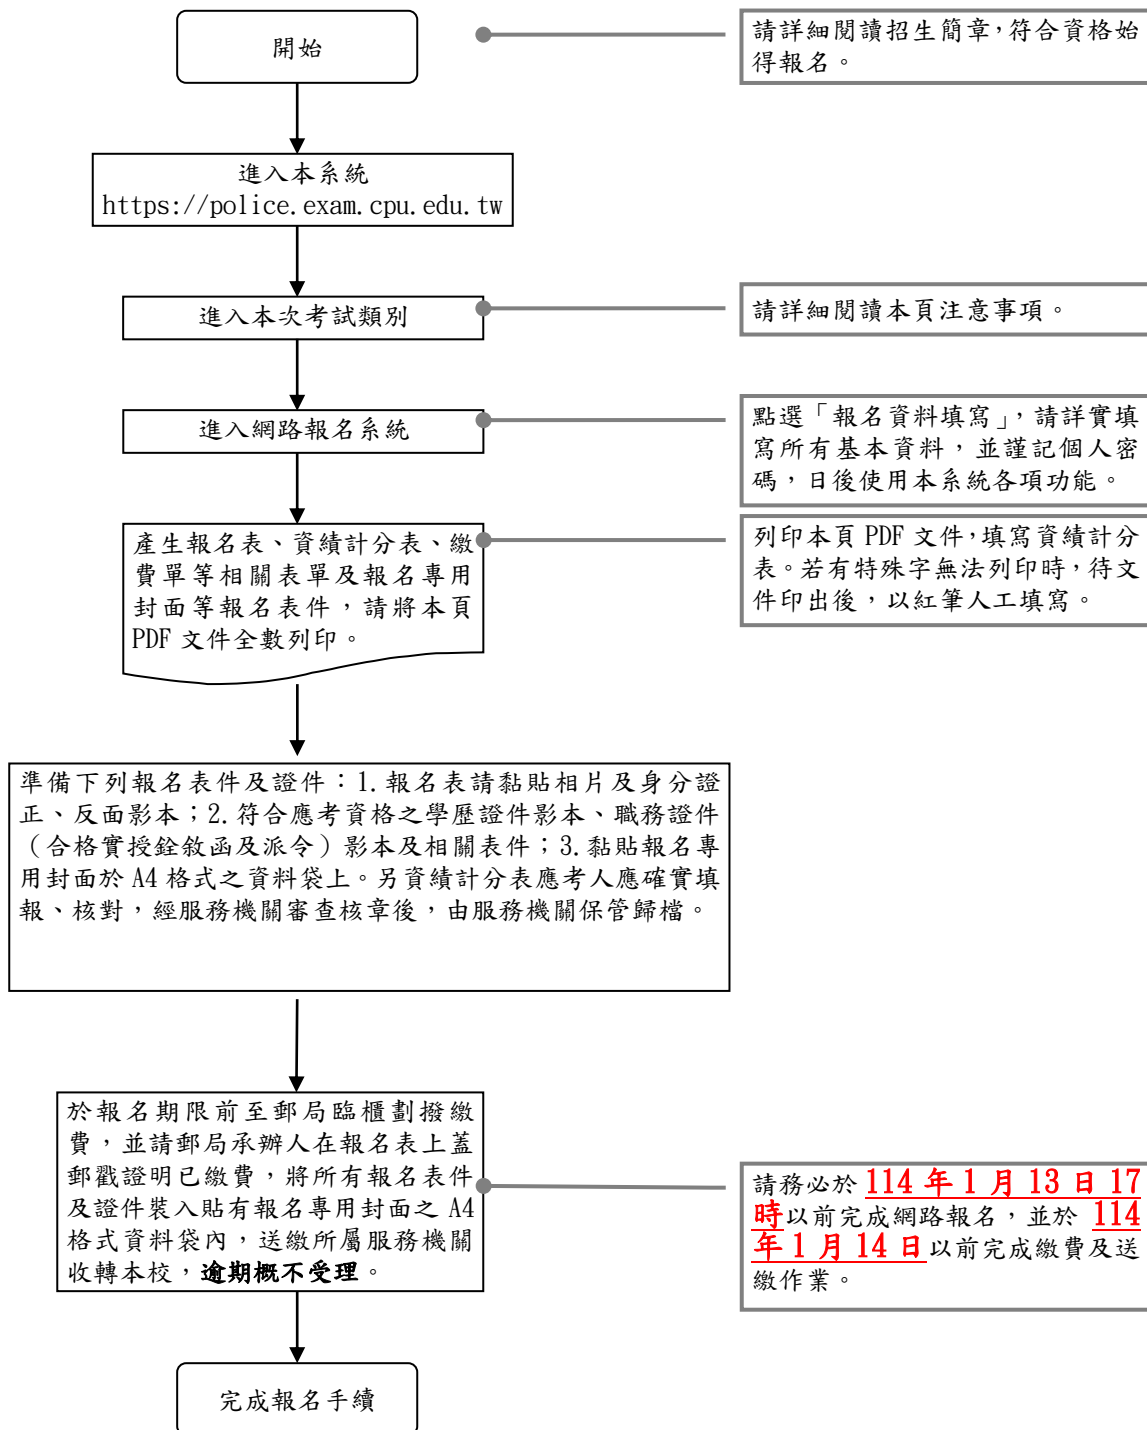 開始
請詳細閱讀招生簡章，符合資格始
得報名。
進入本系統
https://police.exam.cpu.edu.tw
進入本次考試類別
請詳細閱讀本頁注意事項。
進入網路報名系統
點選「報名資料填寫」，請詳實填
寫所有基本資料，並謹記個人密
碼，日後使用本系統各項功能。
產生報名表、資績計分表、繳
費單等相關表單及報名專用
封面等報名表件，請將本頁
PDF 文件全數列印。
列印本頁 PDF 文件，填寫資績計分
表。若有特殊字無法列印時，待文
件印出後，以紅筆人工填寫。
準備下列報名表件及證件：1.報名表請黏貼相片及身分證
正、反面影本；2.符合應考資格之學歷證件影本、職務證件
（合格實授銓敘函及派令）影本及相關表件；3.黏貼報名專
用封面於 A4 格式之資料袋上。另資績計分表應考人應確實填
報、核對，經服務機關審查核章後，由服務機關保管歸檔。
於報名期限前至郵局臨櫃劃撥繳
費，並請郵局承辦人在報名表上蓋
郵戳證明已繳費，將所有報名表件
及證件裝入貼有報名專用封面之 A4
格式資料袋內，送繳所屬服務機關
收轉本校，逾期概不受理。
請務必於 114 年 1 月 13 日 17
時以前完成網路報名，並於 114
年 1 月 14 日以前完成繳費及送
繳作業。
完成報名手續